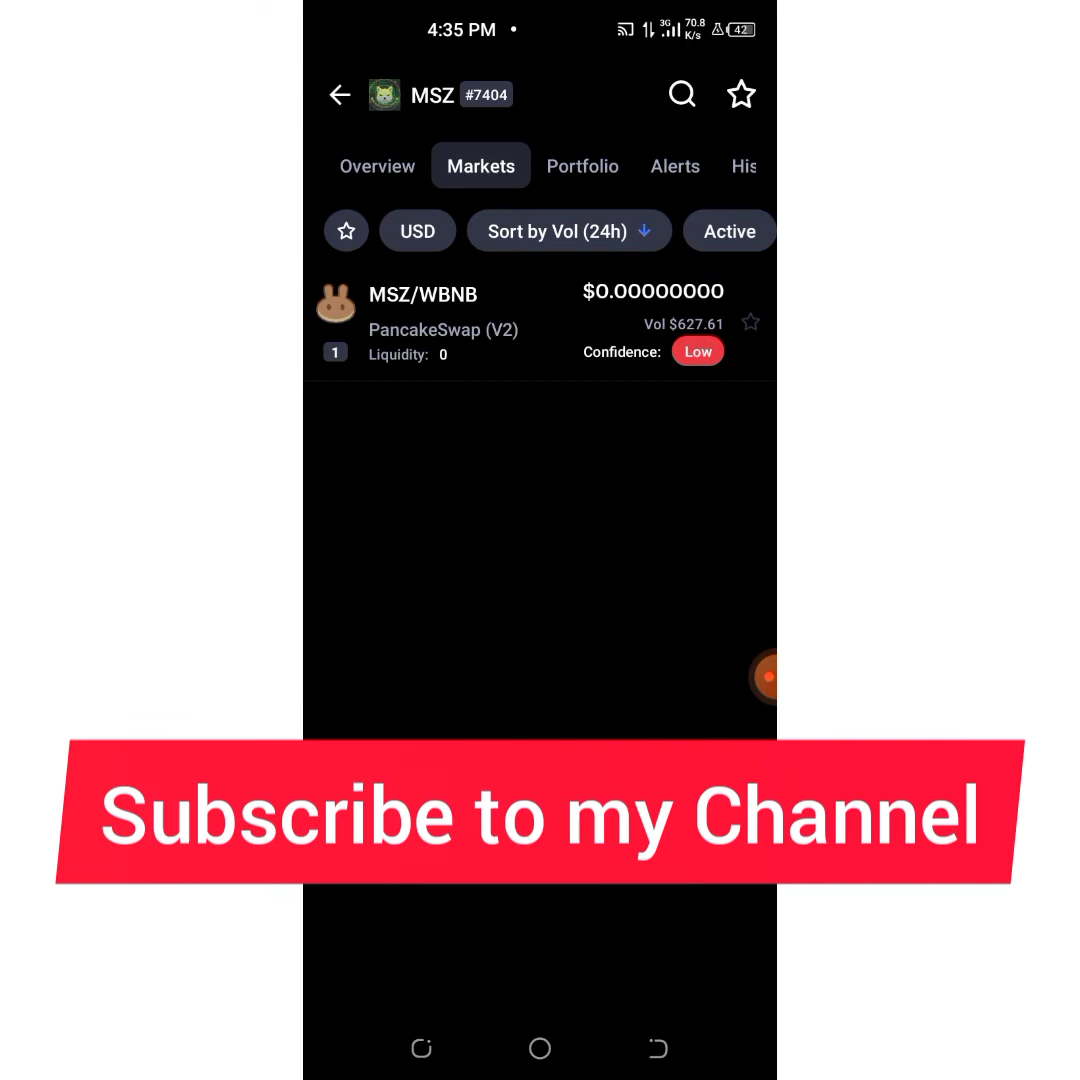 4:35 PM •
3G 70.8 K/s 42
MSZ #7404
Overview Markets Portfolio Alerts His
USD Sort by Vol (24h) Active
MSZ/WBNB $0.00000000
PancakeSwap (V2) Vol $627.61
1 Liquidity: 0 Confidence: Low
Subscribe to my Channel